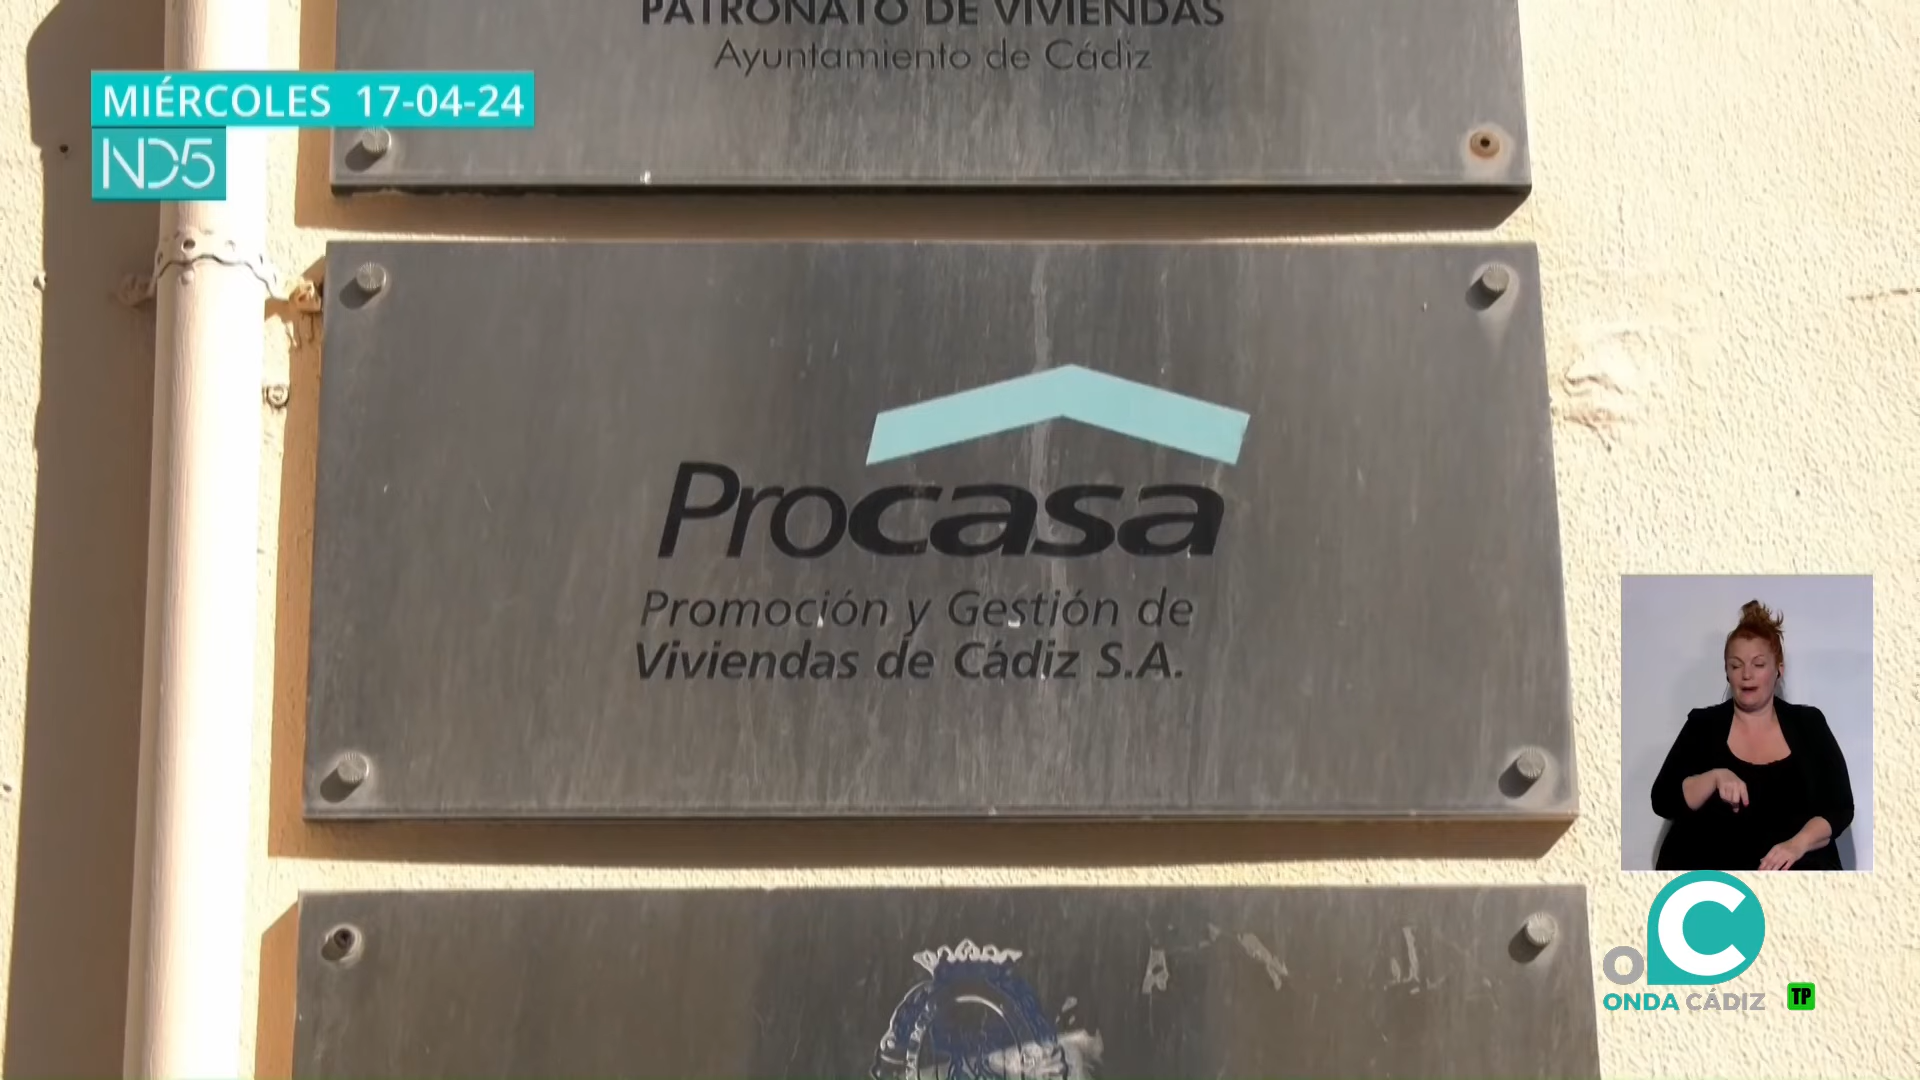 PATRONATO DE VIVIENDAS
Ayuntamiento de Cádiz
MIÉRCOLES 17-04-24
ND5
Procasa
Promoción y Gestión de
Viviendas de Cádiz S.A.
C
O
ONDA CÁDIZ
TP